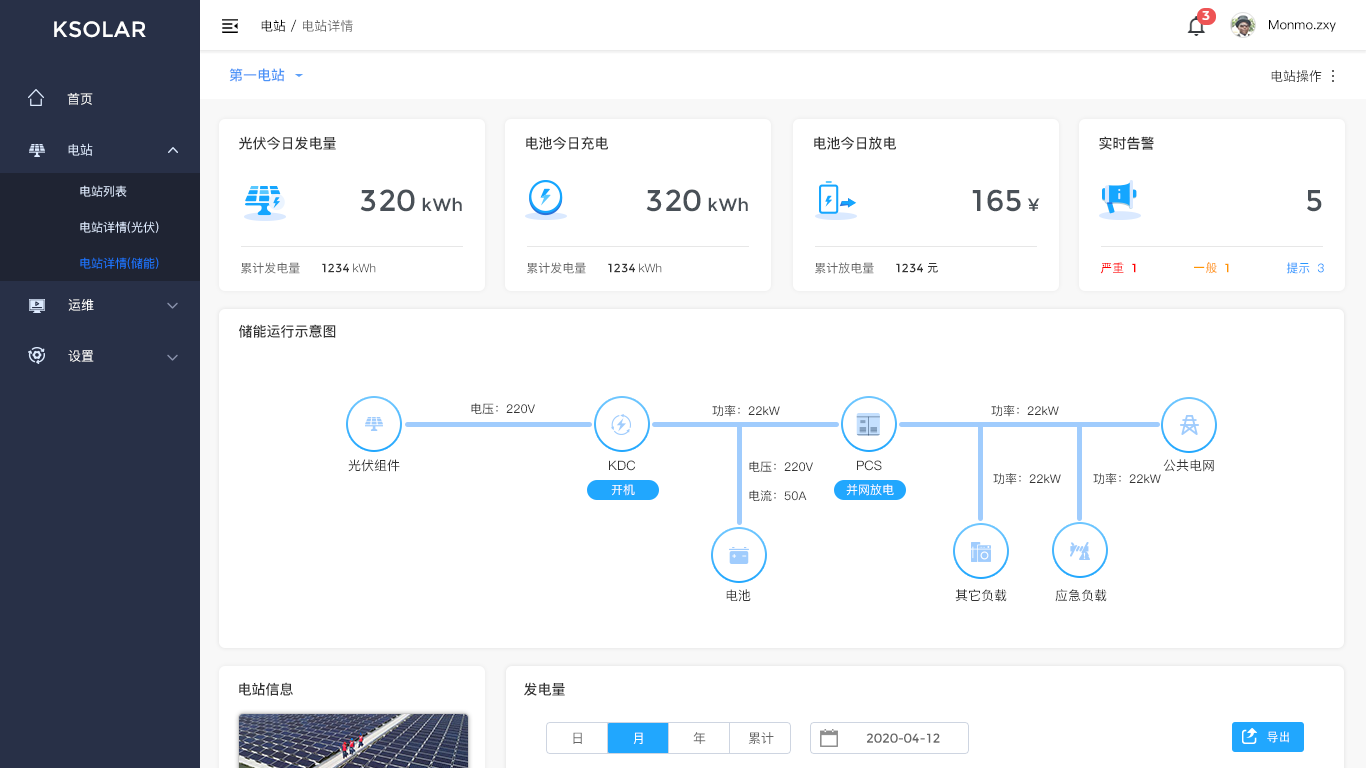 KSOLAR
首页
电站
电站列表
电站详情(光伏)
电站详情(储能)
运维
设置
电站 / 电站详情
3
Monmo.zxy
第一电站
电站操作
光伏今日发电量
320 kWh
累计发电量 1234 kWh
电池今日充电
320 kWh
累计发电量 1234 kWh
电池今日放电
165 ¥
累计放电量 1234 元
实时告警
5
严重 1 一般 1 提示 3
储能运行示意图
电压：220V
功率：22kW
功率：22kW
光伏组件
KDC
PCS
公共电网
开机
并网放电
电压：220V
电流：50A
功率：22kW
功率：22kW
电池
其它负载
应急负载
电站信息
发电量
日 月 年 累计
2020-04-12
导出